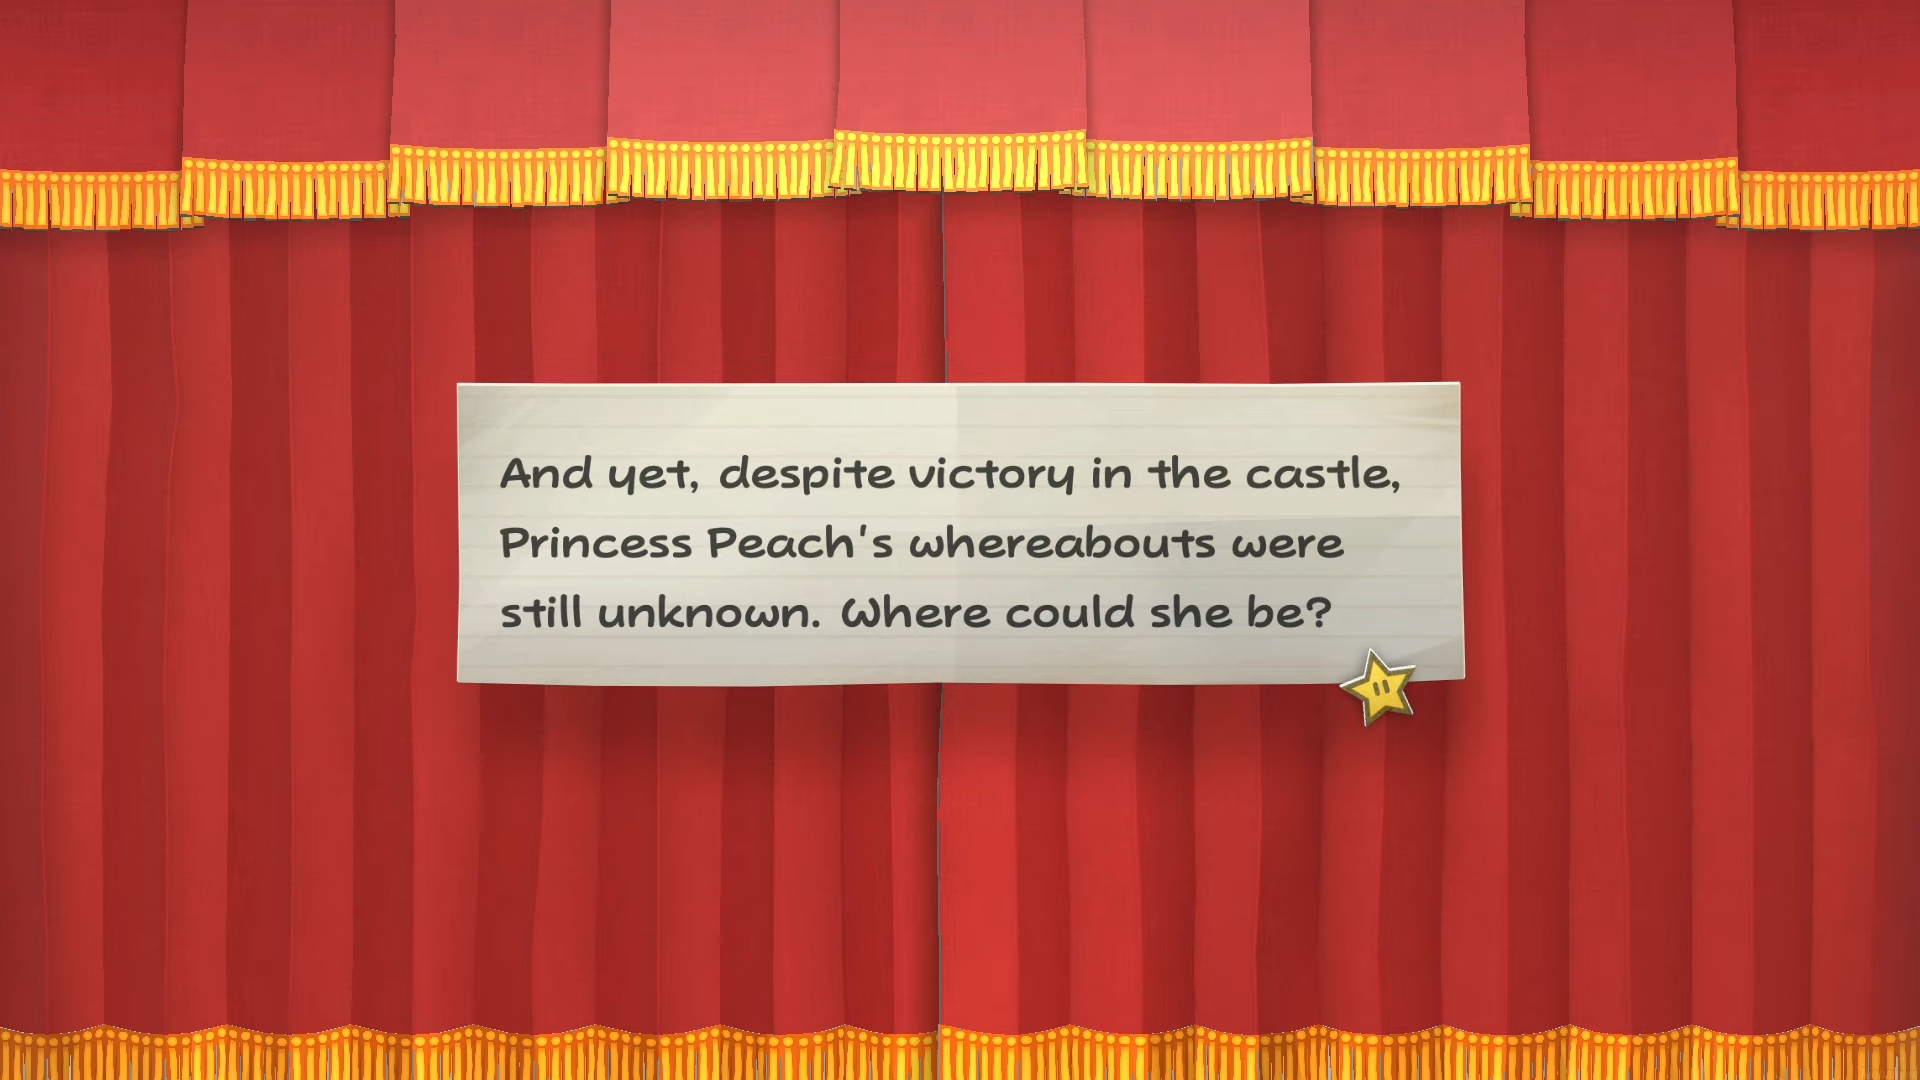 And yet, despite victory in the castle,
Princess Peach's whereabouts were
still unknown. Where could she be?